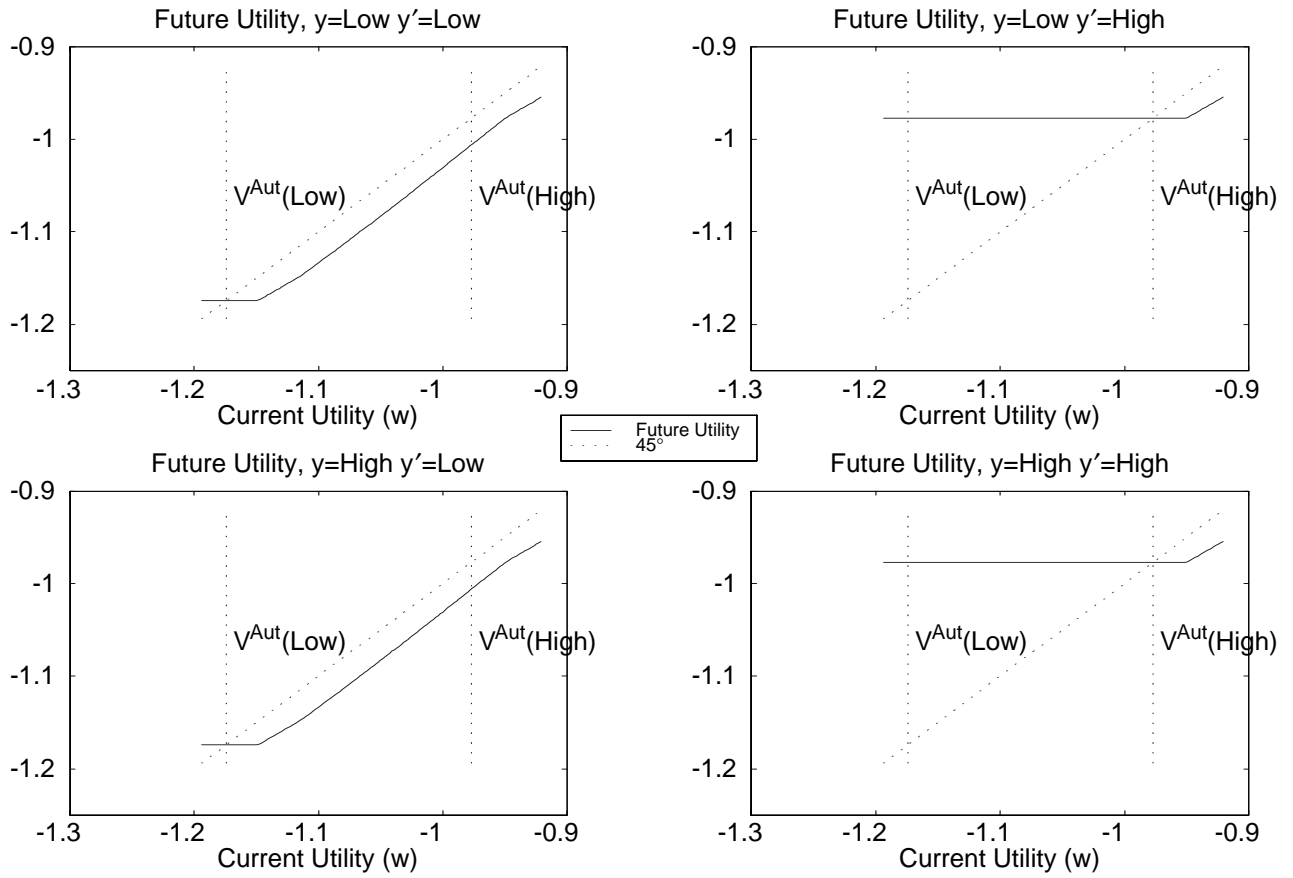 Future Utility, y=Low y′=Low
-0.9
-1
-1.1
-1.2
V^Aut(Low)
V^Aut(High)
-1.3 -1.2 -1.1 -1 -0.9
Current Utility (w)
Future Utility, y=Low y′=High
-0.9
-1
-1.1
-1.2
V^Aut(Low)
V^Aut(High)
-1.3 -1.2 -1.1 -1 -0.9
Current Utility (w)
Future Utility
45°
Future Utility, y=High y′=Low
-0.9
-1
-1.1
-1.2
V^Aut(Low)
V^Aut(High)
-1.3 -1.2 -1.1 -1 -0.9
Current Utility (w)
Future Utility, y=High y′=High
-0.9
-1
-1.1
-1.2
V^Aut(Low)
V^Aut(High)
-1.3 -1.2 -1.1 -1 -0.9
Current Utility (w)